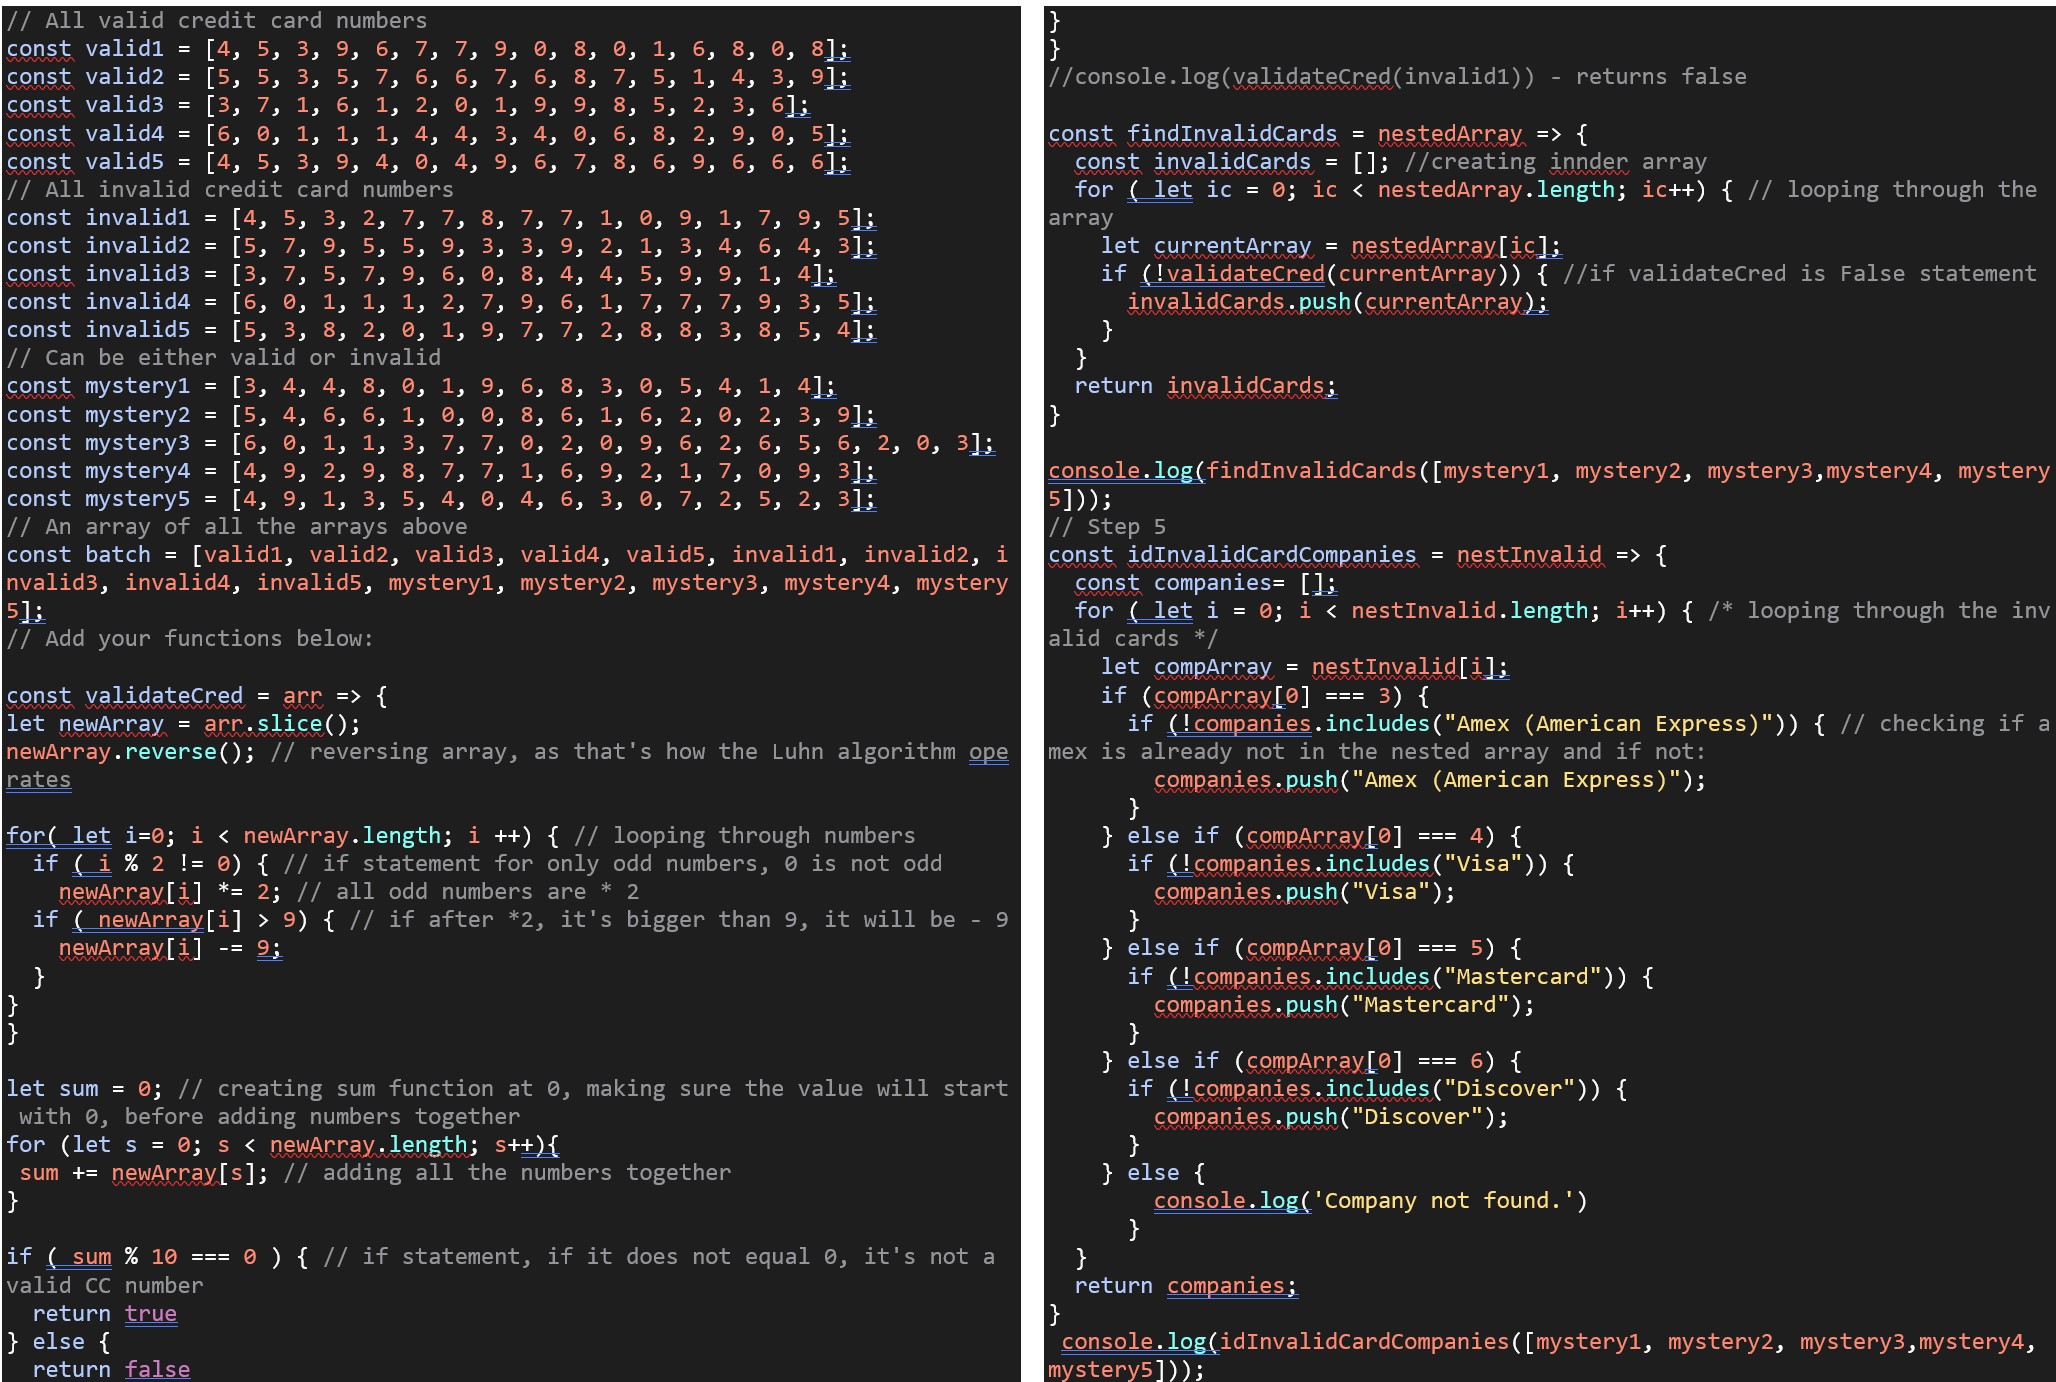 // All valid credit card numbers
const valid1 = [4, 5, 3, 9, 6, 7, 7, 9, 0, 8, 0, 1, 6, 8, 0, 8];
const valid2 = [5, 5, 3, 5, 7, 6, 6, 7, 6, 8, 7, 5, 1, 4, 3, 9];
const valid3 = [3, 7, 1, 6, 1, 2, 0, 1, 9, 9, 8, 5, 2, 3, 6];
const valid4 = [6, 0, 1, 1, 1, 4, 4, 3, 4, 0, 6, 8, 2, 9, 0, 5];
const valid5 = [4, 5, 3, 9, 4, 0, 4, 9, 6, 7, 8, 6, 9, 6, 6, 6];
// All invalid credit card numbers
const invalid1 = [4, 5, 3, 2, 7, 7, 8, 7, 7, 1, 0, 9, 1, 7, 9, 5];
const invalid2 = [5, 7, 9, 5, 5, 9, 3, 3, 9, 2, 1, 3, 4, 6, 4, 3];
const invalid3 = [3, 7, 5, 7, 9, 6, 0, 8, 4, 4, 5, 9, 9, 1, 4];
const invalid4 = [6, 0, 1, 1, 1, 2, 7, 9, 6, 1, 7, 7, 7, 9, 3, 5];
const invalid5 = [5, 3, 8, 2, 0, 1, 9, 7, 7, 2, 8, 8, 3, 8, 5, 4];
// Can be either valid or invalid
const mystery1 = [3, 4, 4, 8, 0, 1, 9, 6, 8, 3, 0, 5, 4, 1, 4];
const mystery2 = [5, 4, 6, 6, 1, 0, 0, 8, 6, 1, 6, 2, 0, 2, 3, 9];
const mystery3 = [6, 0, 1, 1, 3, 7, 7, 0, 2, 0, 9, 6, 2, 6, 5, 6, 2, 0, 3];
const mystery4 = [4, 9, 2, 9, 8, 7, 7, 1, 6, 9, 2, 1, 7, 0, 9, 3];
const mystery5 = [4, 9, 1, 3, 5, 4, 0, 4, 6, 3, 0, 7, 2, 5, 2, 3];
// An array of all the arrays above
const batch = [valid1, valid2, valid3, valid4, valid5, invalid1, invalid2, i
nvalid3, invalid4, invalid5, mystery1, mystery2, mystery3, mystery4, mystery
5];
// Add your functions below:
const validateCred = arr => {
let newArray = arr.slice();
newArray.reverse(); // reversing array, as that's how the Luhn algorithm ope
rates
for( let i=0; i < newArray.length; i ++) { // looping through numbers
  if ( i % 2 != 0) { // if statement for only odd numbers, 0 is not odd
    newArray[i] *= 2; // all odd numbers are * 2
  if ( newArray[i] > 9) { // if after *2, it's bigger than 9, it will be - 9
    newArray[i] -= 9;
  }
}
}
let sum = 0; // creating sum function at 0, making sure the value will start
 with 0, before adding numbers together
for (let s = 0; s < newArray.length; s++){
 sum += newArray[s]; // adding all the numbers together
}
if ( sum % 10 === 0 ) { // if statement, if it does not equal 0, it's not a
valid CC number
  return true
} else {
  return false
}
}
//console.log(validateCred(invalid1)) - returns false
const findInvalidCards = nestedArray => {
  const invalidCards = []; //creating innder array
  for ( let ic = 0; ic < nestedArray.length; ic++) { // looping through the
array
    let currentArray = nestedArray[ic];
    if (!validateCred(currentArray)) { //if validateCred is False statement
      invalidCards.push(currentArray);
    }
  }
  return invalidCards;
}
console.log(findInvalidCards([mystery1, mystery2, mystery3,mystery4, mystery
5]));
// Step 5
const idInvalidCardCompanies = nestInvalid => {
  const companies= [];
  for ( let i = 0; i < nestInvalid.length; i++) { /* looping through the inv
alid cards */
    let compArray = nestInvalid[i];
    if (compArray[0] === 3) {
      if (!companies.includes("Amex (American Express)")) { // checking if a
mex is already not in the nested array and if not:
        companies.push("Amex (American Express)");
      }
    } else if (compArray[0] === 4) {
      if (!companies.includes("Visa")) {
        companies.push("Visa");
      }
    } else if (compArray[0] === 5) {
      if (!companies.includes("Mastercard")) {
        companies.push("Mastercard");
      }
    } else if (compArray[0] === 6) {
      if (!companies.includes("Discover")) {
        companies.push("Discover");
      }
    } else {
        console.log('Company not found.')
      }
  }
  return companies;
}
 console.log(idInvalidCardCompanies([mystery1, mystery2, mystery3,mystery4,
mystery5]));